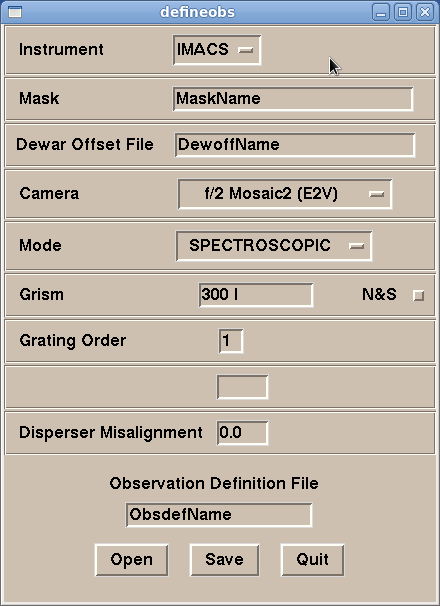 defineobs
Instrument IMACS
Mask MaskName
Dewar Offset File DewoffName
Camera f/2 Mosaic2 (E2V)
Mode SPECTROSCOPIC
Grism 300 l N&S
Grating Order 1
Disperser Misalignment 0.0
Observation Definition File
ObsdefName
Open Save Quit